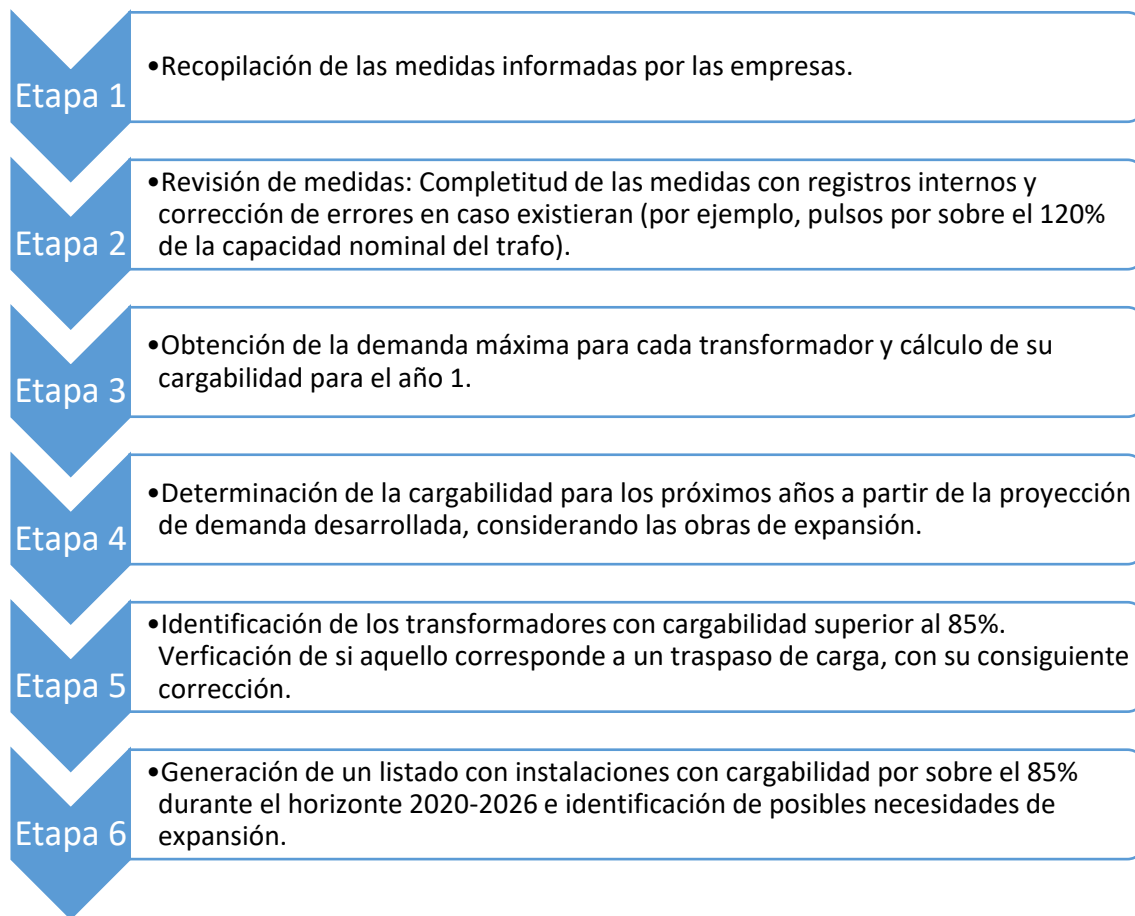 Etapa 1
•Recopilación de las medidas informadas por las empresas.
Etapa 2
•Revisión de medidas: Completitud de las medidas con registros internos y
corrección de errores en caso existieran (por ejemplo, pulsos por sobre el 120%
de la capacidad nominal del trafo).
Etapa 3
•Obtención de la demanda máxima para cada transformador y cálculo de su
cargabilidad para el año 1.
Etapa 4
•Determinación de la cargabilidad para los próximos años a partir de la proyección
de demanda desarrollada, considerando las obras de expansión.
Etapa 5
•Identificación de los transformadores con cargabilidad superior al 85%.
Verficación de si aquello corresponde a un traspaso de carga, con su consiguiente
corrección.
Etapa 6
•Generación de un listado con instalaciones con cargabilidad por sobre el 85%
durante el horizonte 2020-2026 e identificación de posibles necesidades de
expansión.